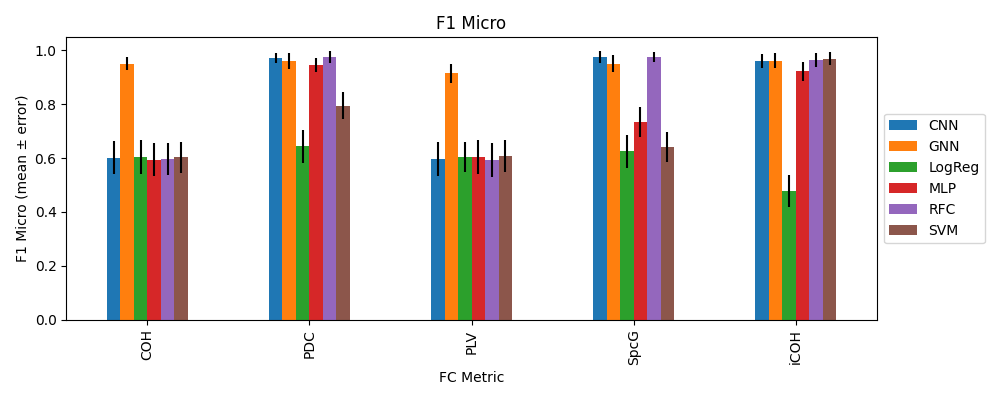 F1 Micro
F1 Micro (mean ± error)
1.0
0.8
0.6
0.4
0.2
0.0
COH
PDC
PLV
SpcG
iCOH
FC Metric
CNN
GNN
LogReg
MLP
RFC
SVM